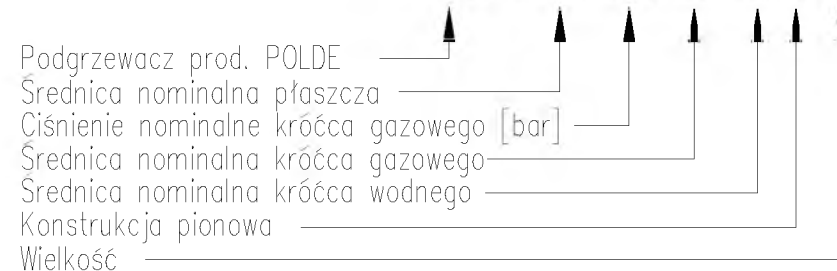 Podgrzewacz prod. POLDE
Średnica nominalna płaszcza
Ciśnienie nominalne króćca gazowego [bar]
Średnica nominalna króćca gazowego
Średnica nominalna króćca wodnego
Konstrukcja pionowa
Wielkość